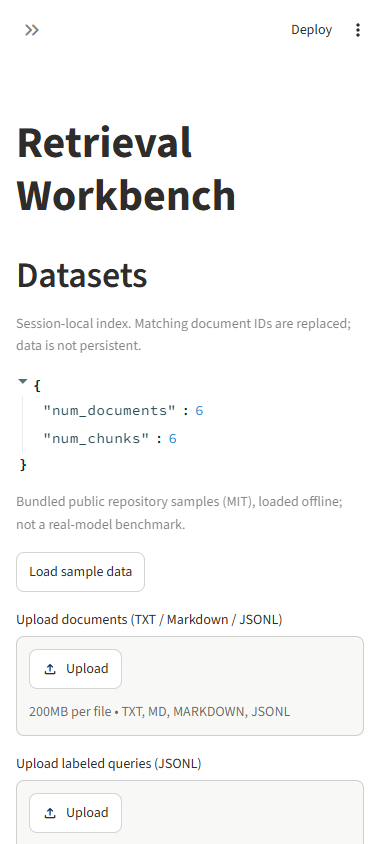 Deploy
Retrieval
Workbench
Datasets
Session-local index. Matching document IDs are replaced;
data is not persistent.
{
"num_documents" : 6
"num_chunks" : 6
}
Bundled public repository samples (MIT), loaded offline;
not a real-model benchmark.
Load sample data
Upload documents (TXT / Markdown / JSONL)
Upload
200MB per file • TXT, MD, MARKDOWN, JSONL
Upload labeled queries (JSONL)
Upload